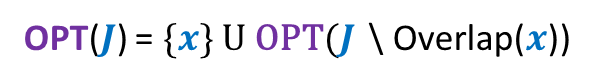 OPT(J) = {x} U OPT(J \ Overlap(x))